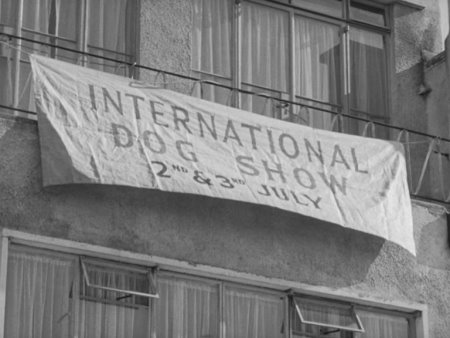 INTERNATIONAL
DOG SHOW
2ND & 3RD JULY